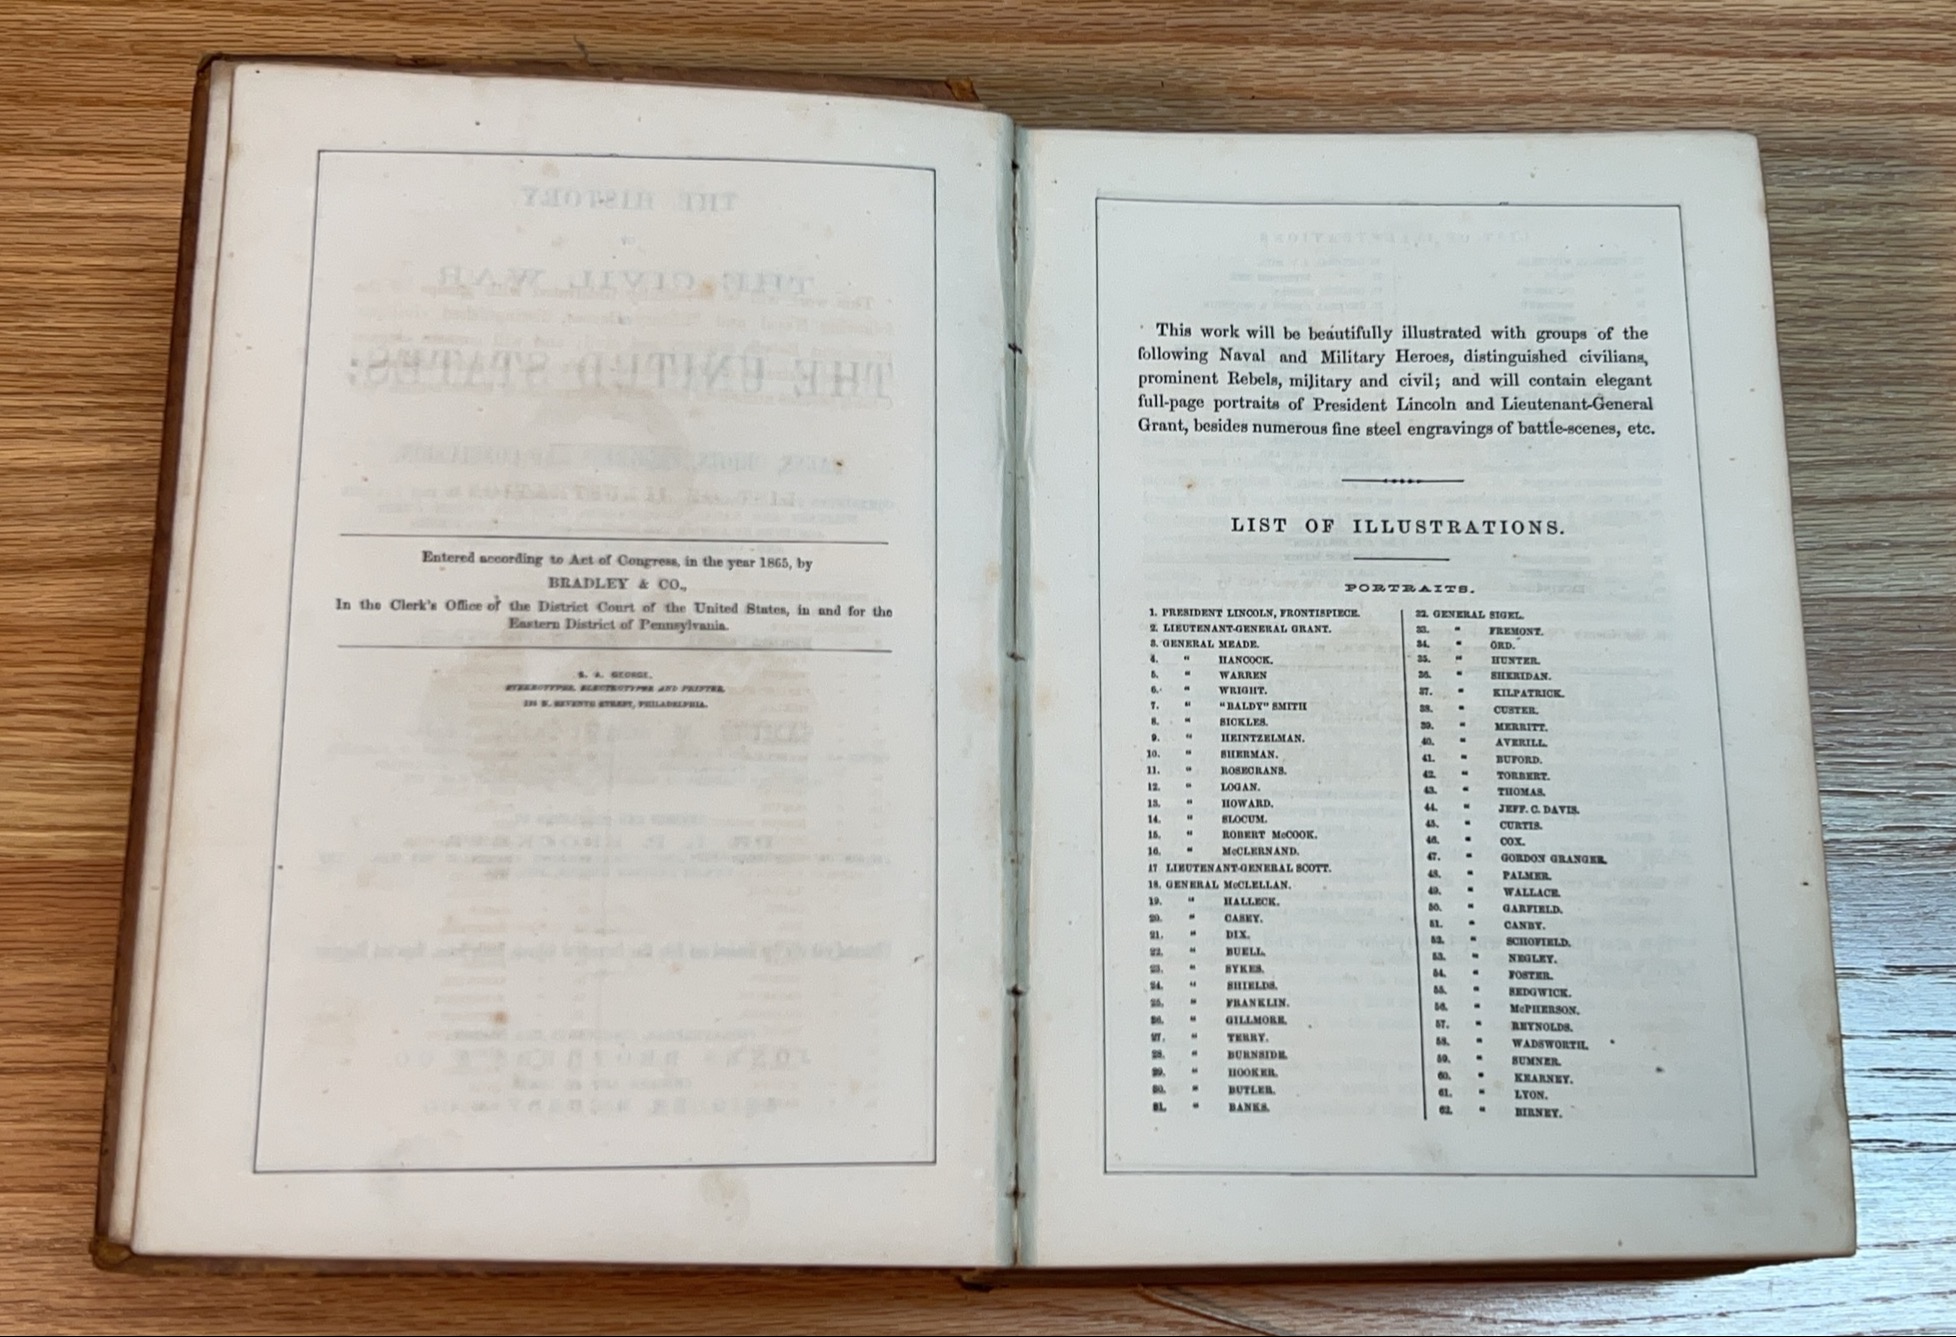 Entered according to Act of Congress, in the year 1865, by
BRADLEY & CO.,
In the Clerk's Office of the District Court of the United States, in and for the
Eastern District of Pennsylvania.
S. A. GEORGE,
STEREOTYPER, ELECTROTYPER AND PRINTER,
124 N. SEVENTH STREET, PHILADELPHIA.
This work will be beautifully illustrated with groups of the
following Naval and Military Heroes, distinguished civilians,
prominent Rebels, military and civil; and will contain elegant
full-page portraits of President Lincoln and Lieutenant-General
Grant, besides numerous fine steel engravings of battle-scenes, etc.
LIST OF ILLUSTRATIONS.
PORTRAITS.
1. PRESIDENT LINCOLN, FRONTISPIECE.
2. LIEUTENANT-GENERAL GRANT.
3. GENERAL MEADE.
4. " HANCOCK.
5. " WARREN
6. " WRIGHT.
7. " "BALDY" SMITH
8. " SICKLES.
9. " HEINTZELMAN.
10. " SHERMAN.
11. " ROSECRANS.
12. " LOGAN.
13. " HOWARD.
14. " SLOCUM.
15. " ROBERT McCOOK.
16. " McCLERNAND.
17 LIEUTENANT-GENERAL SCOTT.
18. GENERAL McCLELLAN.
19. " HALLECK.
20. " CASEY.
21. " DIX.
22. " BUELL.
23. " SYKES.
24. " SHIELDS.
25. " FRANKLIN.
26. " GILLMORE.
27. " TERRY.
28. " BURNSIDE.
29. " HOOKER.
30. " BUTLER.
31. " BANKS.
32. GENERAL SIGEL.
33. " FREMONT.
34. " ORD.
35. " HUNTER.
36. " SHERIDAN.
37. " KILPATRICK.
38. " CUSTER.
39. " MERRITT.
40. " AVERILL.
41. " BUFORD.
42. " TORBERT.
43. " THOMAS.
44. " JEFF. C. DAVIS.
45. " CURTIS.
46. " COX.
47. " GORDON GRANGER.
48. " PALMER.
49. " WALLACE.
50. " GARFIELD.
51. " CANBY.
52. " SCHOFIELD.
53. " NEGLEY.
54. " FOSTER.
55. " SEDGWICK.
56. " McPHERSON.
57. " REYNOLDS.
58. " WADSWORTH.
59. " SUMNER.
60. " KEARNEY.
61. " LYON.
62. " BIRNEY.